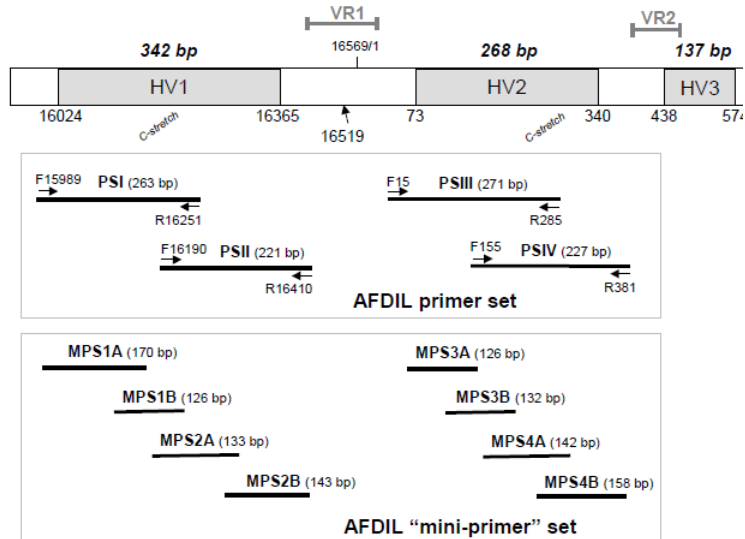 VR1
VR2
342 bp
16569/1
268 bp
137 bp
HV1
HV2
HV3
16024
C-stretch
16365
16519
73
C-stretch
340
438
574
F15989
PSI (263 bp)
R16251
F16190
PSII (221 bp)
R16410
F15
PSIII (271 bp)
R285
F155
PSIV (227 bp)
R381
AFDIL primer set
MPS1A (170 bp)
MPS1B (126 bp)
MPS2A (133 bp)
MPS2B (143 bp)
MPS3A (126 bp)
MPS3B (132 bp)
MPS4A (142 bp)
MPS4B (158 bp)
AFDIL “mini-primer” set